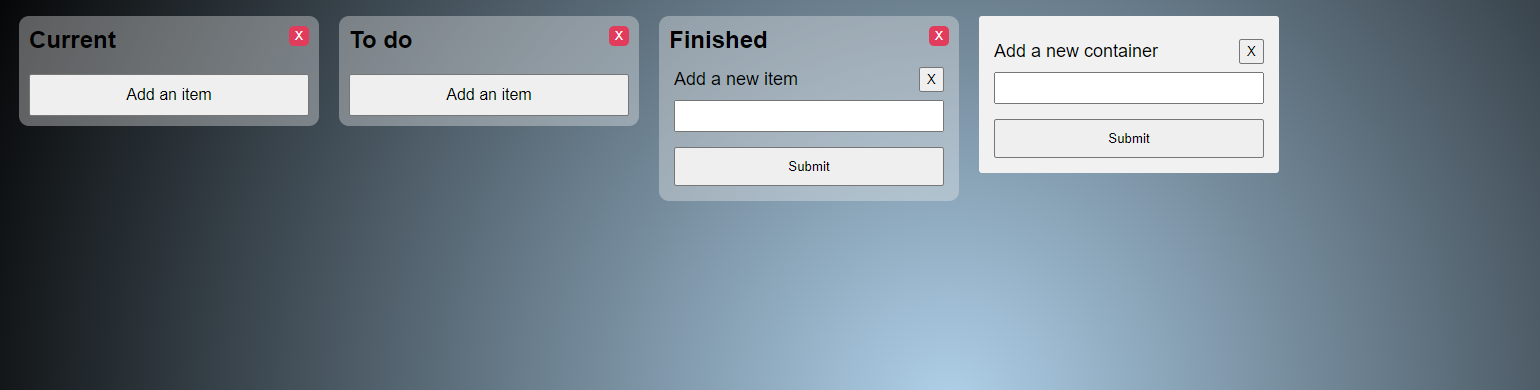 Current
X
Add an item
To do
X
Add an item
Finished
X
Add a new item
X
Submit
Add a new container
X
Submit